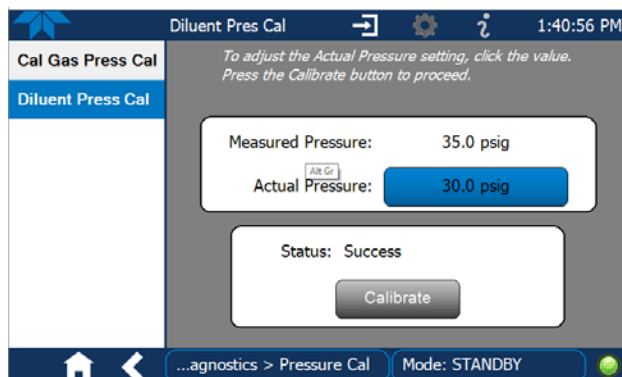 Diluent Pres Cal
1:40:56 PM
Cal Gas Press Cal
Diluent Press Cal
To adjust the Actual Pressure setting, click the value.
Press the Calibrate button to proceed.
Measured Pressure: 35.0 psig
Alt Gr
Actual Pressure: 30.0 psig
Status: Success
Calibrate
...agnostics > Pressure Cal
Mode: STANDBY